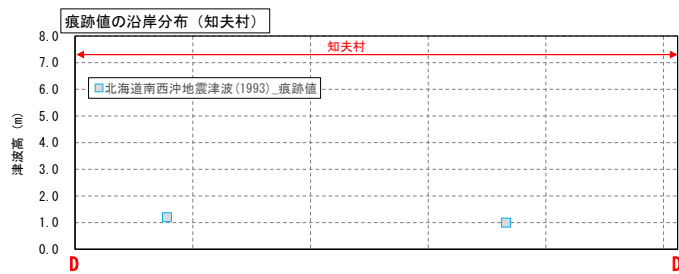 痕跡値の沿岸分布（知夫村）
知夫村
北海道南西沖地震津波(1993)_痕跡値
津波高 (m)
8.0
7.0
6.0
5.0
4.0
3.0
2.0
1.0
0.0
D D